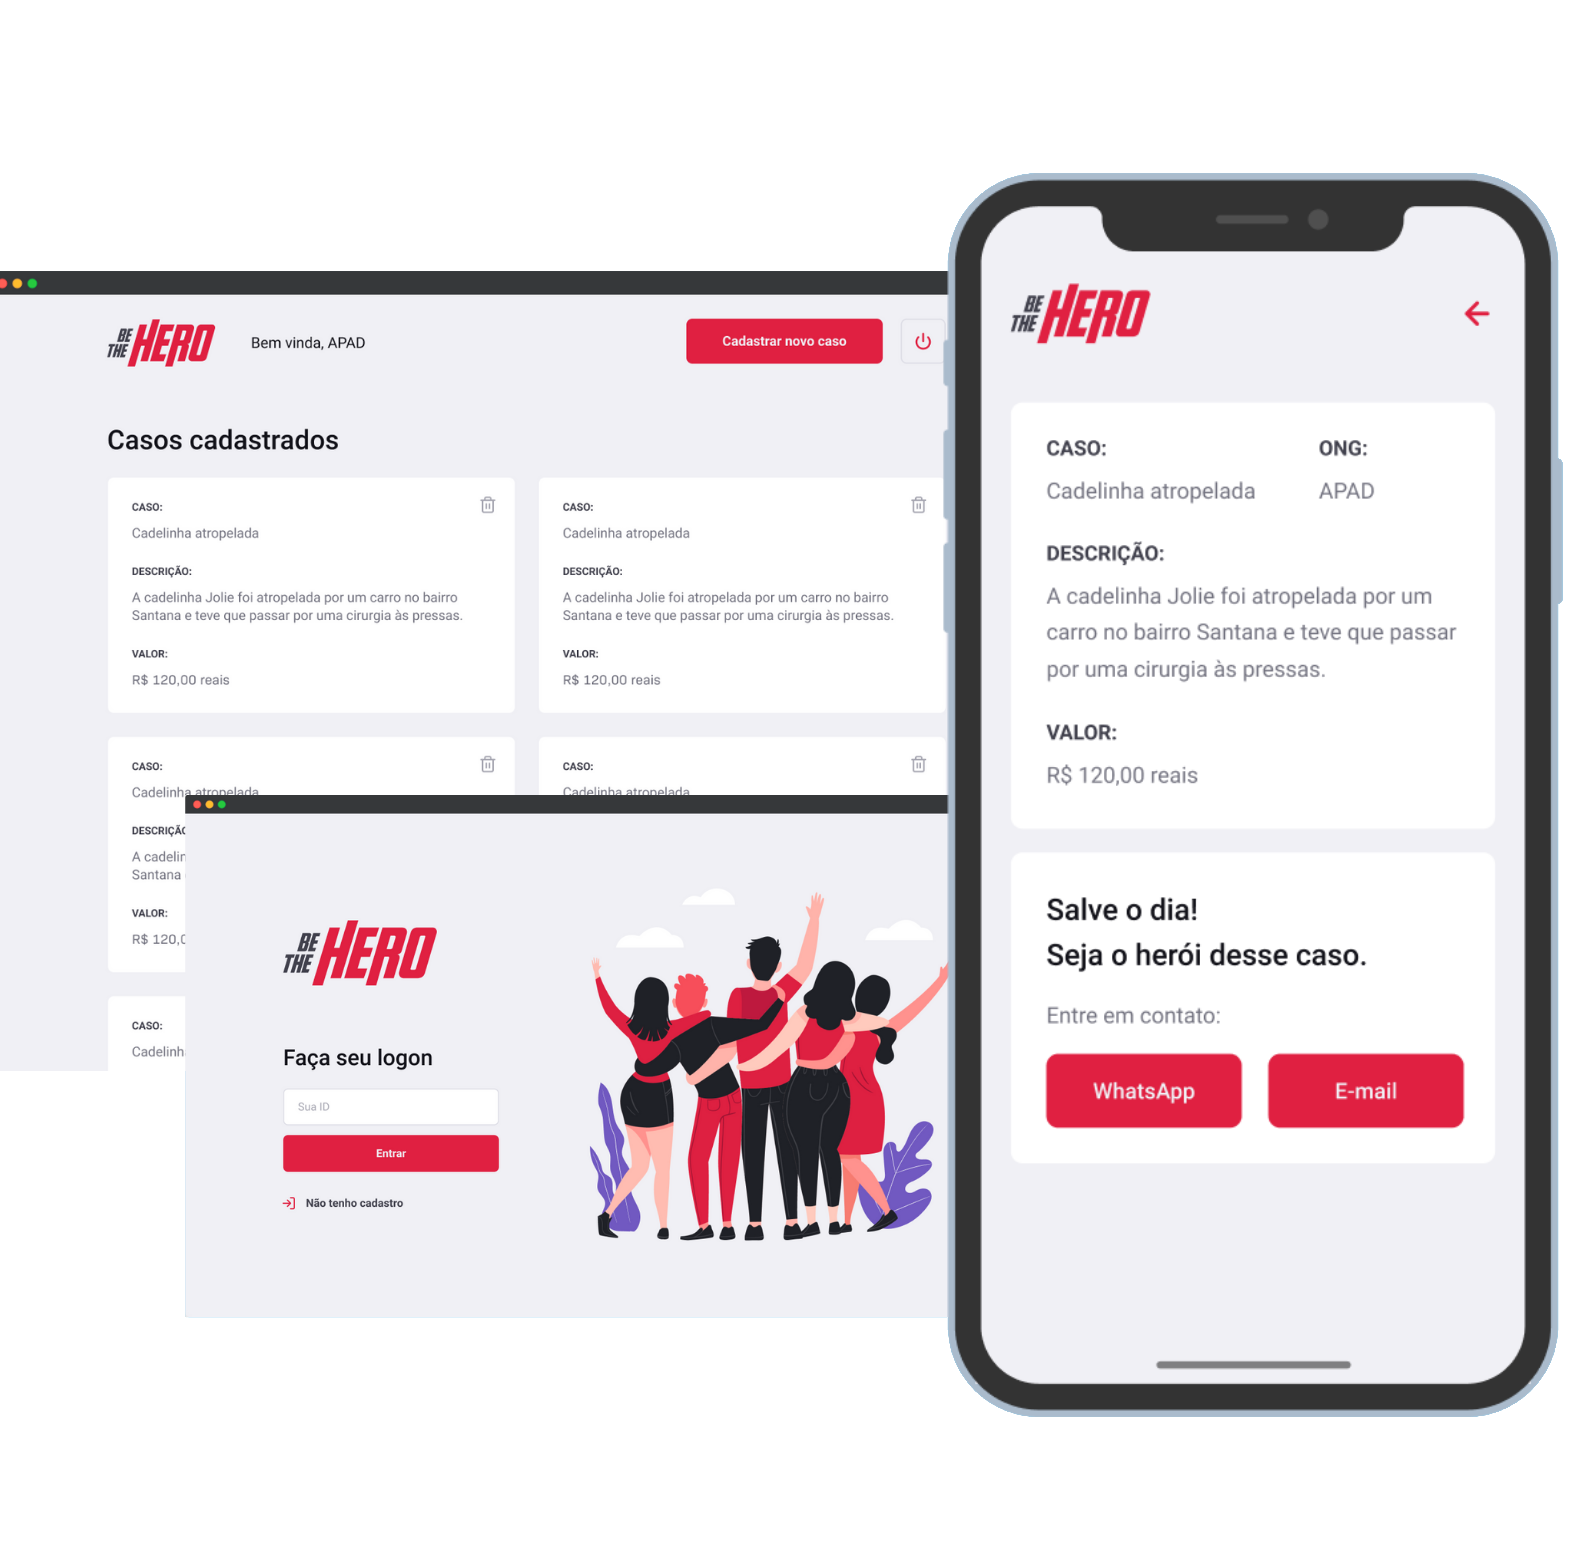 BE THE HERO
Bem vinda, APAD
Cadastrar novo caso
Casos cadastrados
CASO:
Cadelinha atropelada
DESCRIÇÃO:
A cadelinha Jolie foi atropelada por um carro no bairro
Santana e teve que passar por uma cirurgia às pressas.
VALOR:
R$ 120,00 reais
CASO:
Cadelinha atropelada
DESCRIÇÃO:
A cadelinha Jolie foi atropelada por um carro no bairro
Santana e teve que passar por uma cirurgia às pressas.
VALOR:
R$ 120,00 reais
CASO:
Cadelinha atropelada
DESCRIÇÃO
A cadelin
Santana
VALOR:
R$ 120,0
CASO:
Cadelinha atropelada
CASO:
Cadelinh
BE THE HERO
Faça seu logon
Sua ID
Entrar
Não tenho cadastro
BE THE HERO
CASO:
Cadelinha atropelada
ONG:
APAD
DESCRIÇÃO:
A cadelinha Jolie foi atropelada por um
carro no bairro Santana e teve que passar
por uma cirurgia às pressas.
VALOR:
R$ 120,00 reais
Salve o dia!
Seja o herói desse caso.
Entre em contato:
WhatsApp
E-mail